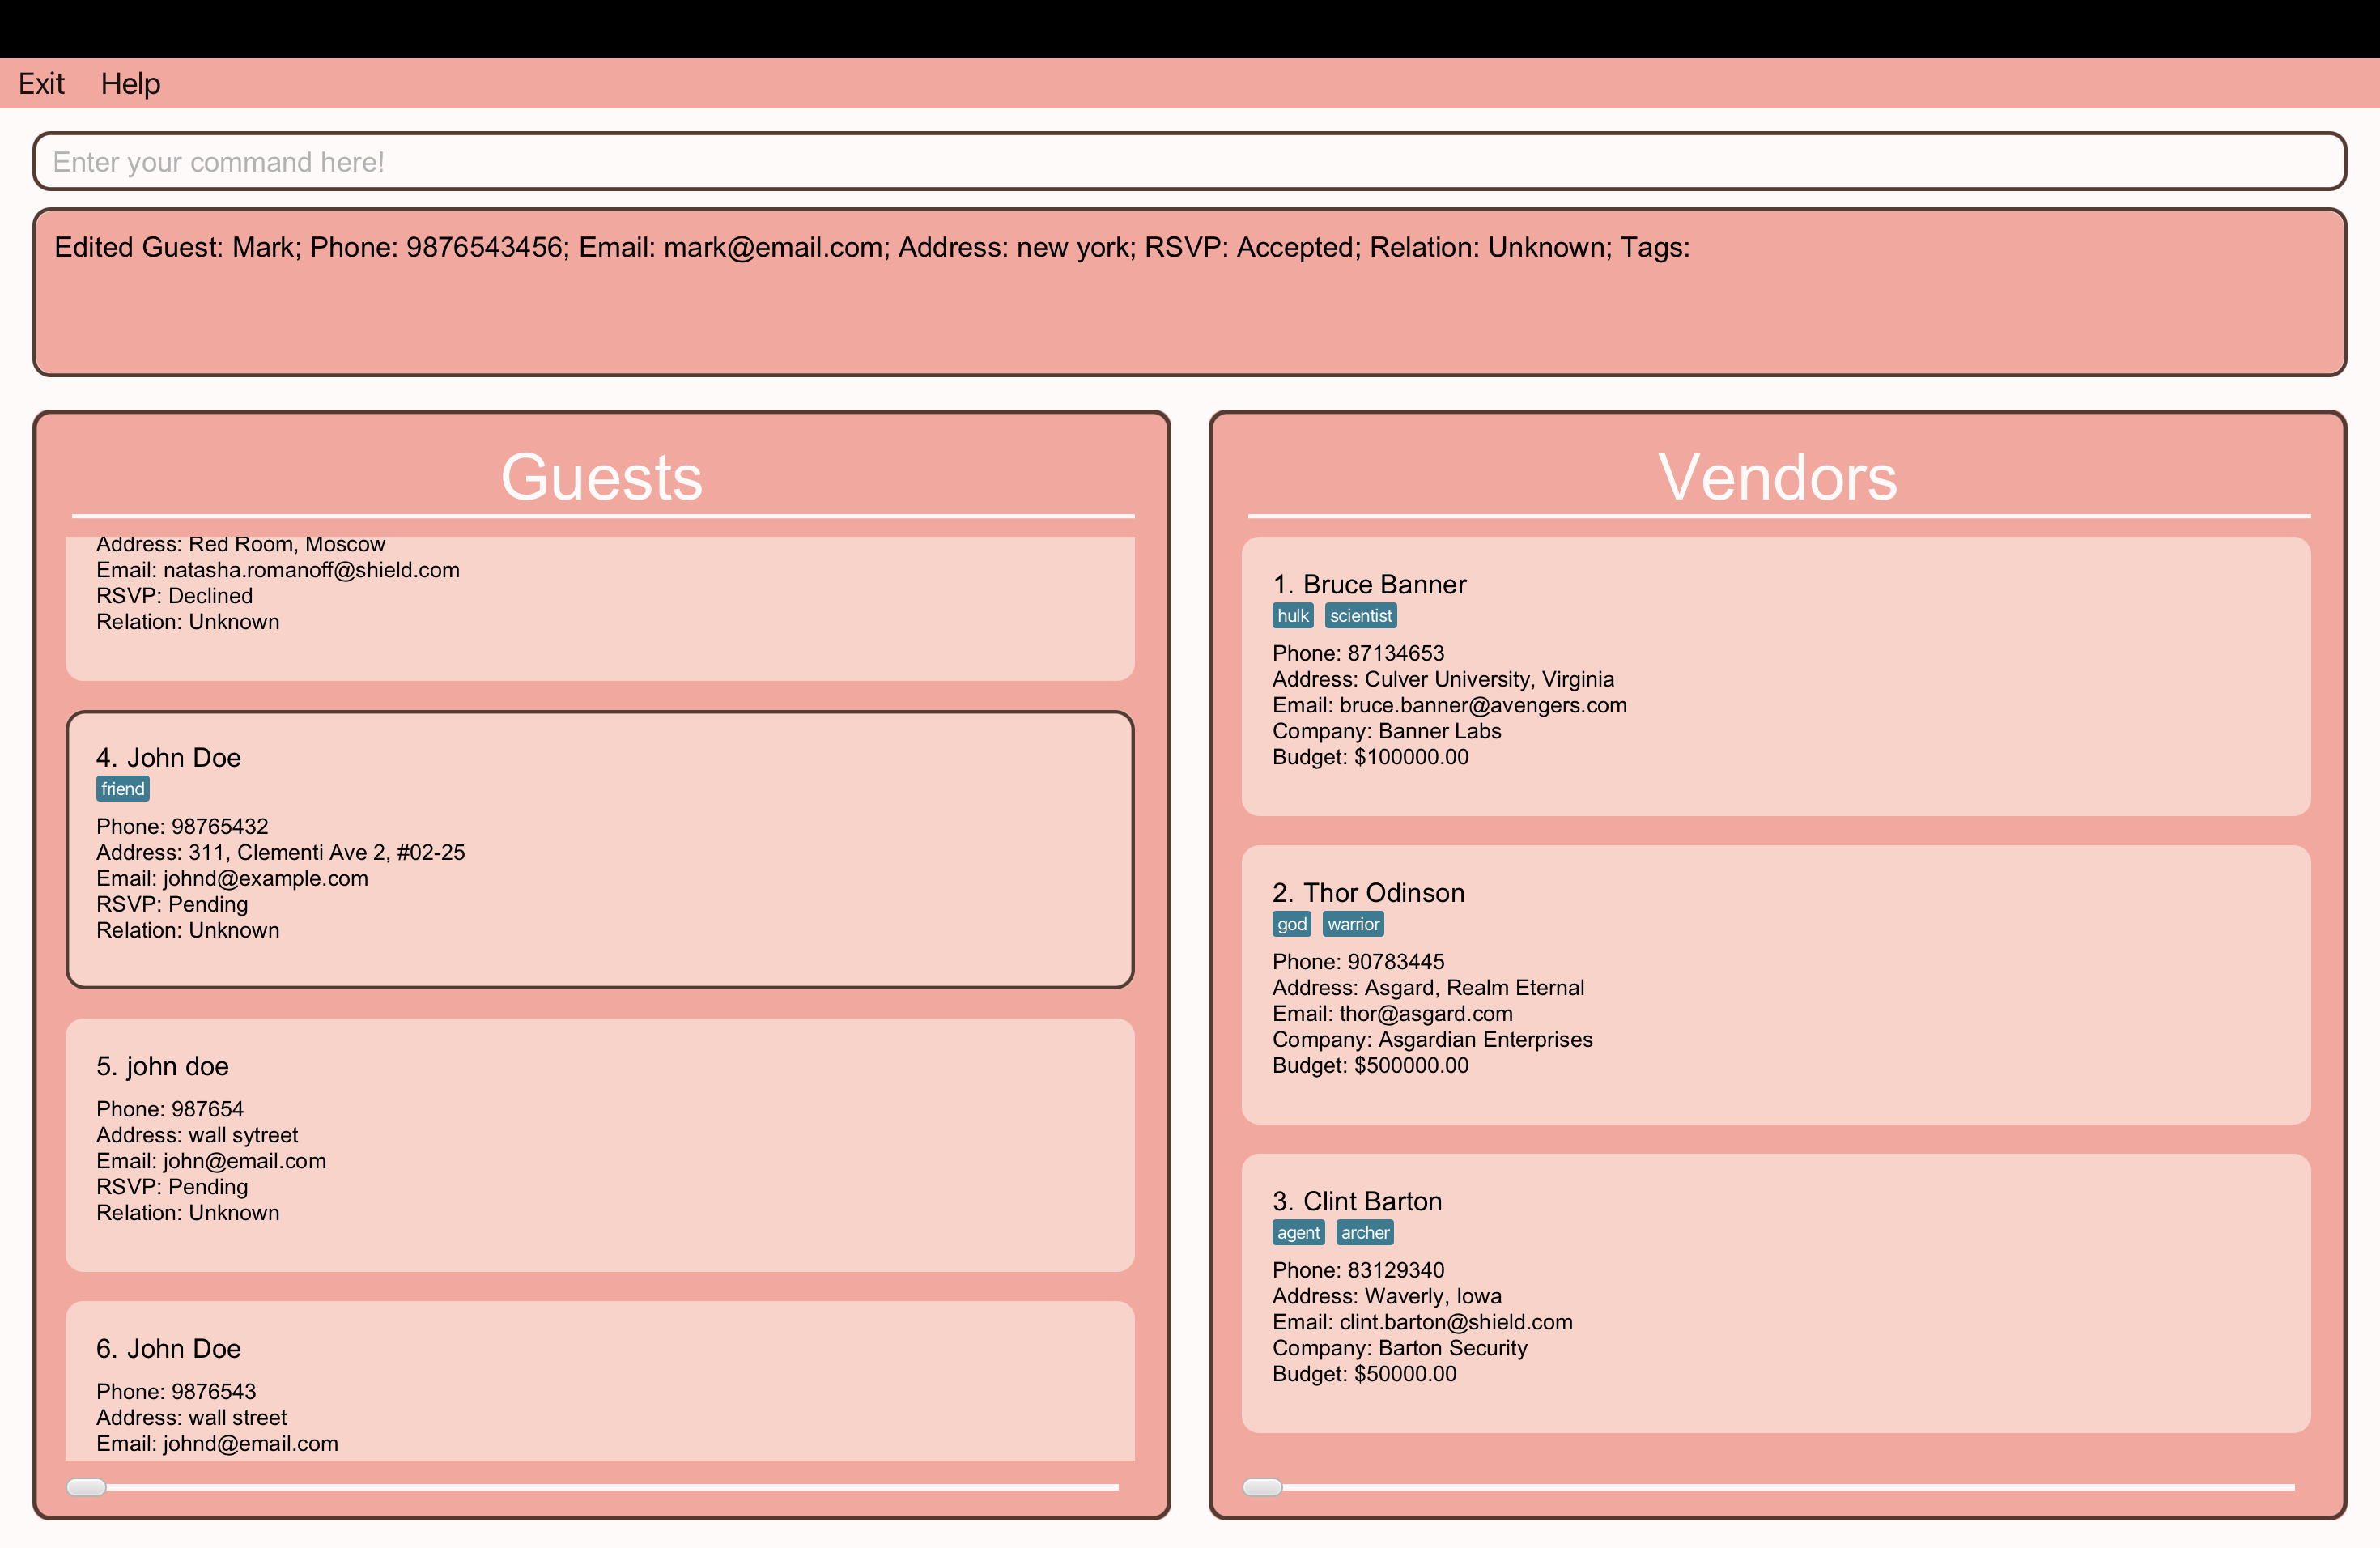 Exit Help
Enter your command here!
Edited Guest: Mark; Phone: 9876543456; Email: mark@email.com; Address: new york; RSVP: Accepted; Relation: Unknown; Tags:
Guests
Address: Red Room, Moscow
Email: natasha.romanoff@shield.com
RSVP: Declined
Relation: Unknown
4. John Doe
friend
Phone: 98765432
Address: 311, Clementi Ave 2, #02-25
Email: johnd@example.com
RSVP: Pending
Relation: Unknown
5. john doe
Phone: 987654
Address: wall sytreet
Email: john@email.com
RSVP: Pending
Relation: Unknown
6. John Doe
Phone: 9876543
Address: wall street
Email: johnd@email.com
Vendors
1. Bruce Banner
hulk scientist
Phone: 87134653
Address: Culver University, Virginia
Email: bruce.banner@avengers.com
Company: Banner Labs
Budget: $100000.00
2. Thor Odinson
god warrior
Phone: 90783445
Address: Asgard, Realm Eternal
Email: thor@asgard.com
Company: Asgardian Enterprises
Budget: $500000.00
3. Clint Barton
agent archer
Phone: 83129340
Address: Waverly, Iowa
Email: clint.barton@shield.com
Company: Barton Security
Budget: $50000.00